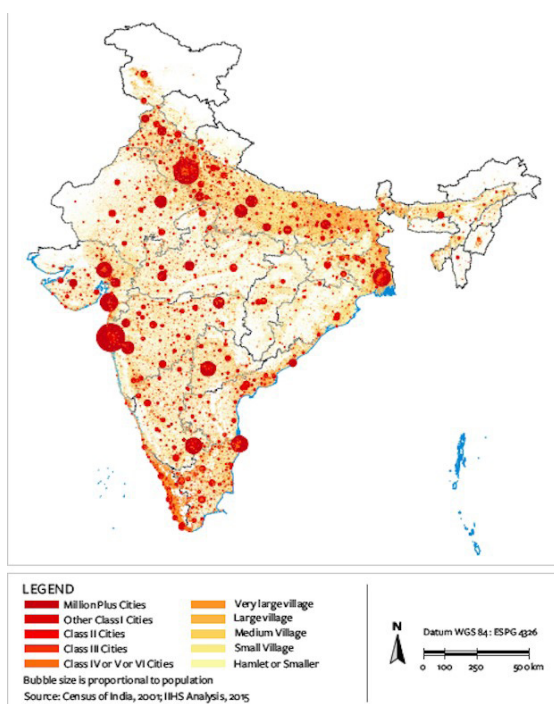 LEGEND
Million Plus Cities
Other Class I Cities
Class II Cities
Class III Cities
Class IV or V or VI Cities
Very large village
Large village
Medium Village
Small Village
Hamlet or Smaller
Bubble size is proportional to population
Source: Census of India, 2001; IIHS Analysis, 2015
N
Datum WGS 84: ESPG 4326
0 100 250 500 km